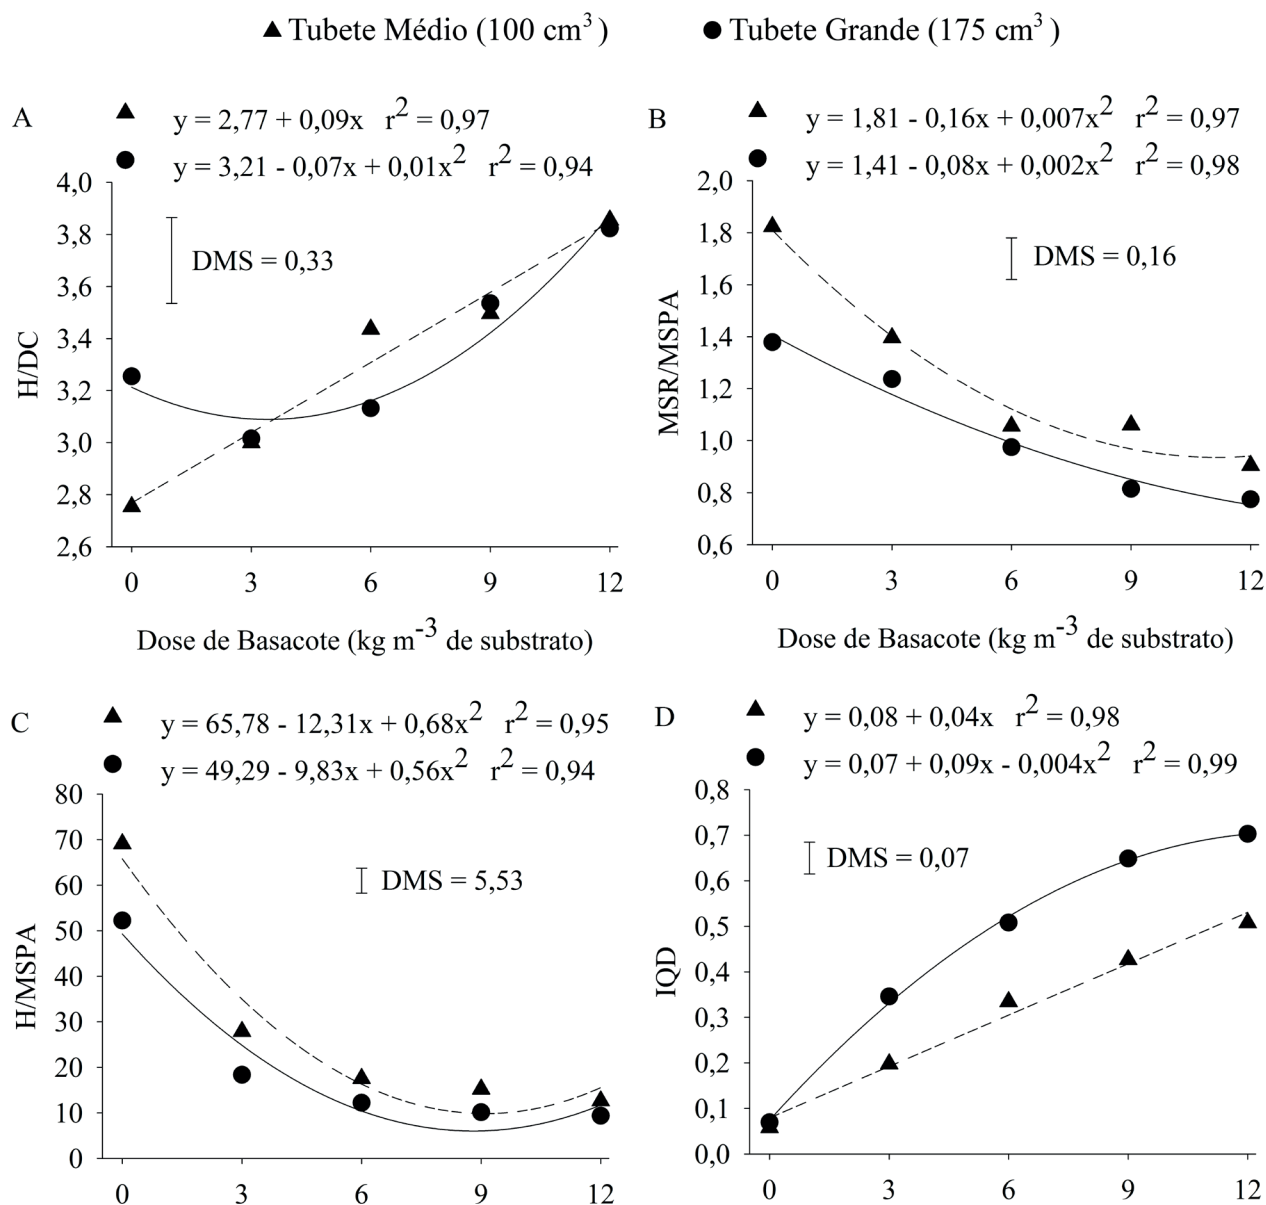 ▲ Tubete Médio (100 cm³ )   ● Tubete Grande (175 cm³ )
A
▲ y = 2,77 + 0,09x r² = 0,97
● y = 3,21 - 0,07x + 0,01x² r² = 0,94
4,0
3,8
3,6
3,4
3,2
3,0
2,8
2,6
H/DC
DMS = 0,33
0 3 6 9 12
Dose de Basacote (kg m⁻³ de substrato)
B
▲ y = 1,81 - 0,16x + 0,007x² r² = 0,97
● y = 1,41 - 0,08x + 0,002x² r² = 0,98
2,0
1,8
1,6
1,4
1,2
1,0
0,8
0,6
MSR/MSPA
DMS = 0,16
0 3 6 9 12
Dose de Basacote (kg m⁻³ de substrato)
C
▲ y = 65,78 - 12,31x + 0,68x² r² = 0,95
● y = 49,29 - 9,83x + 0,56x² r² = 0,94
80
70
60
50
40
30
20
10
0
H/MSPA
DMS = 5,53
0 3 6 9 12
D
▲ y = 0,08 + 0,04x r² = 0,98
● y = 0,07 + 0,09x - 0,004x² r² = 0,99
0,8
0,7
0,6
0,5
0,4
0,3
0,2
0,1
0,0
IQD
DMS = 0,07
0 3 6 9 12